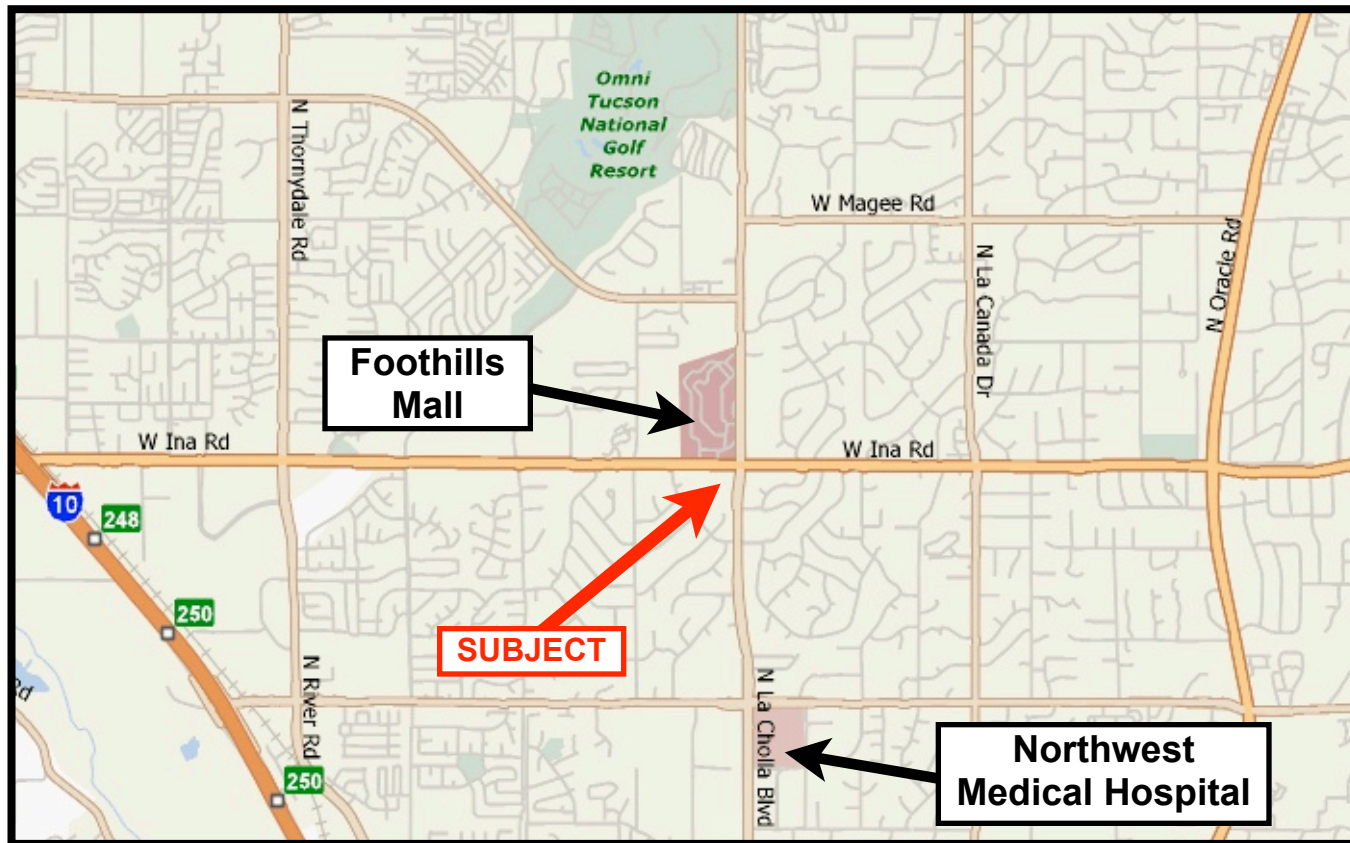 Omni
Tucson
National
Golf
Resort
N Thornydale Rd
W Magee Rd
N La Canada Dr
N Oracle Rd
Foothills
Mall
W Ina Rd
W Ina Rd
10
248
250
SUBJECT
N River Rd
N La Cholla Blvd
Rd
Northwest
Medical Hospital
250